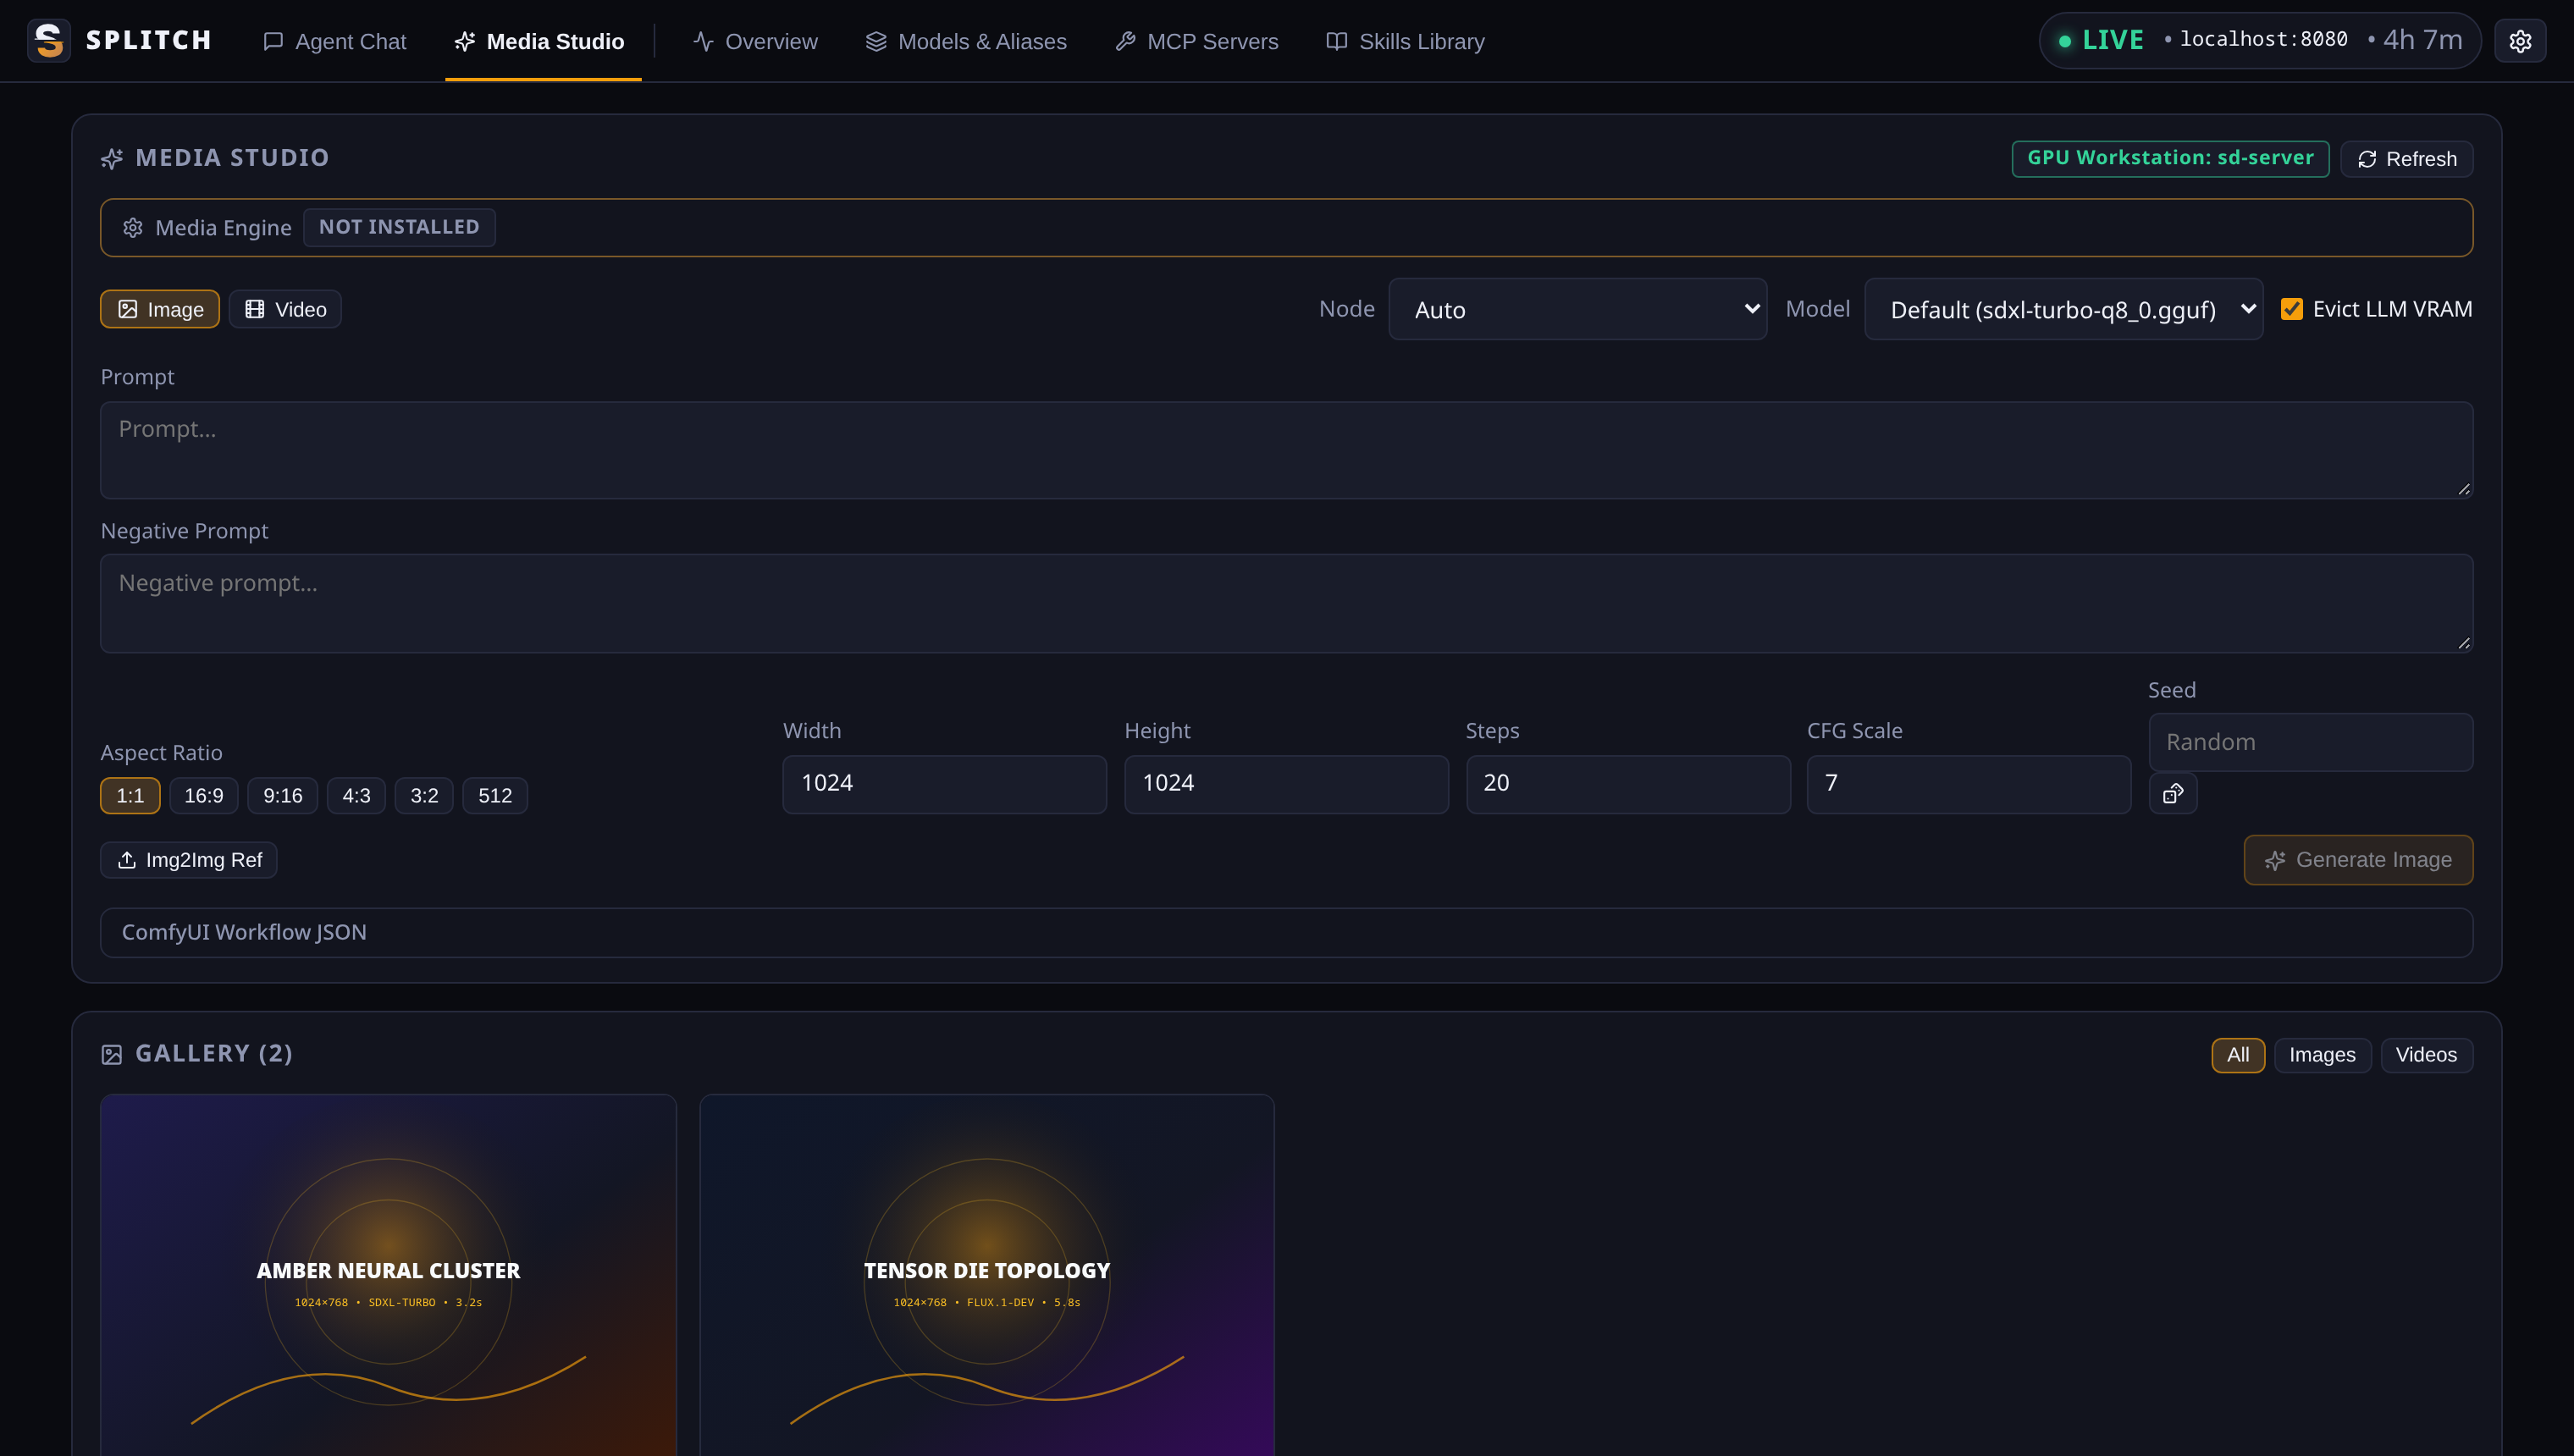 SPLITCH
Agent Chat
Media Studio
Overview
Models & Aliases
MCP Servers
Skills Library
LIVE • localhost:8080 • 4h 7m
MEDIA STUDIO
GPU Workstation: sd-server
Refresh
Media Engine NOT INSTALLED
Image
Video
Node
Auto
Model
Default (sdxl-turbo-q8_0.gguf)
Evict LLM VRAM
Prompt
Prompt...
Negative Prompt
Negative prompt...
Aspect Ratio
1:1
16:9
9:16
4:3
3:2
512
Width
1024
Height
1024
Steps
20
CFG Scale
7
Seed
Random
Img2Img Ref
Generate Image
ComfyUI Workflow JSON
GALLERY (2)
All
Images
Videos
AMBER NEURAL CLUSTER
1024×768 • SDXL-TURBO • 3.2s
TENSOR DIE TOPOLOGY
1024×768 • FLUX.1-DEV • 5.8s